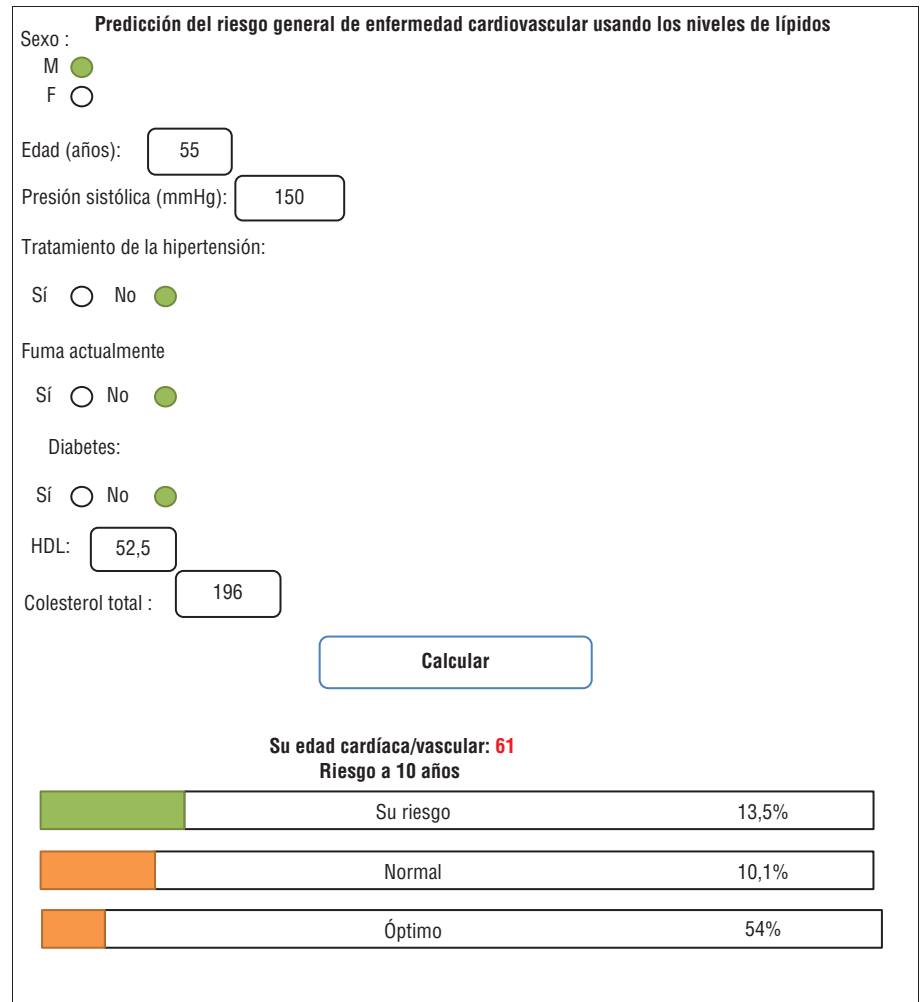 Predicción del riesgo general de enfermedad cardiovascular usando los niveles de lípidos
Sexo :
M
F
Edad (años): 55
Presión sistólica (mmHg): 150
Tratamiento de la hipertensión:
Sí No
Fuma actualmente
Sí No
Diabetes:
Sí No
HDL: 52,5
Colesterol total : 196
Calcular
Su edad cardíaca/vascular: 61
Riesgo a 10 años
Su riesgo 13,5%
Normal 10,1%
Óptimo 54%